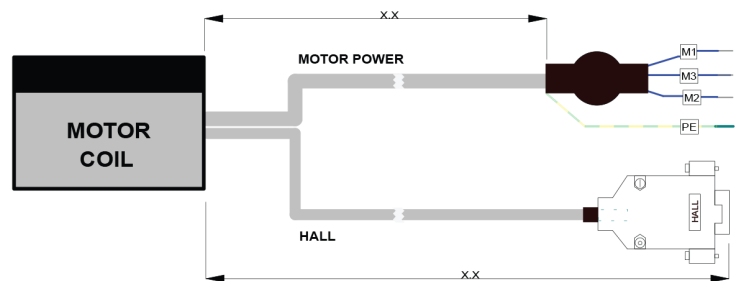 X.X
MOTOR POWER
M1
M3
M2
PE
MOTOR
COIL
HALL
HALL
X.X